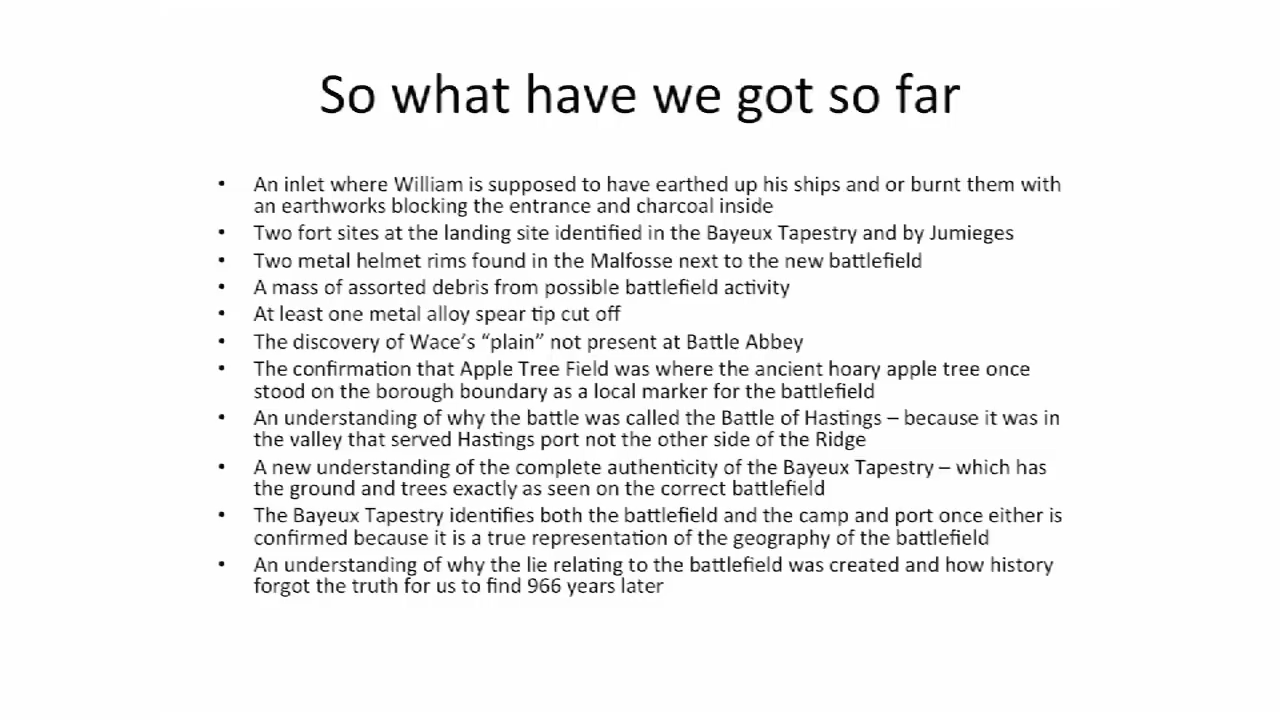 So what have we got so far
• An inlet where William is supposed to have earthed up his ships and or burnt them with
an earthworks blocking the entrance and charcoal inside
• Two fort sites at the landing site identified in the Bayeux Tapestry and by Jumieges
• Two metal helmet rims found in the Malfosse next to the new battlefield
• A mass of assorted debris from possible battlefield activity
• At least one metal alloy spear tip cut off
• The discovery of Wace's “plain” not present at Battle Abbey
• The confirmation that Apple Tree Field was where the ancient hoary apple tree once
stood on the borough boundary as a local marker for the battlefield
• An understanding of why the battle was called the Battle of Hastings – because it was in
the valley that served Hastings port not the other side of the Ridge
• A new understanding of the complete authenticity of the Bayeux Tapestry – which has
the ground and trees exactly as seen on the correct battlefield
• The Bayeux Tapestry identifies both the battlefield and the camp and port once either is
confirmed because it is a true representation of the geography of the battlefield
• An understanding of why the lie relating to the battlefield was created and how history
forgot the truth for us to find 966 years later